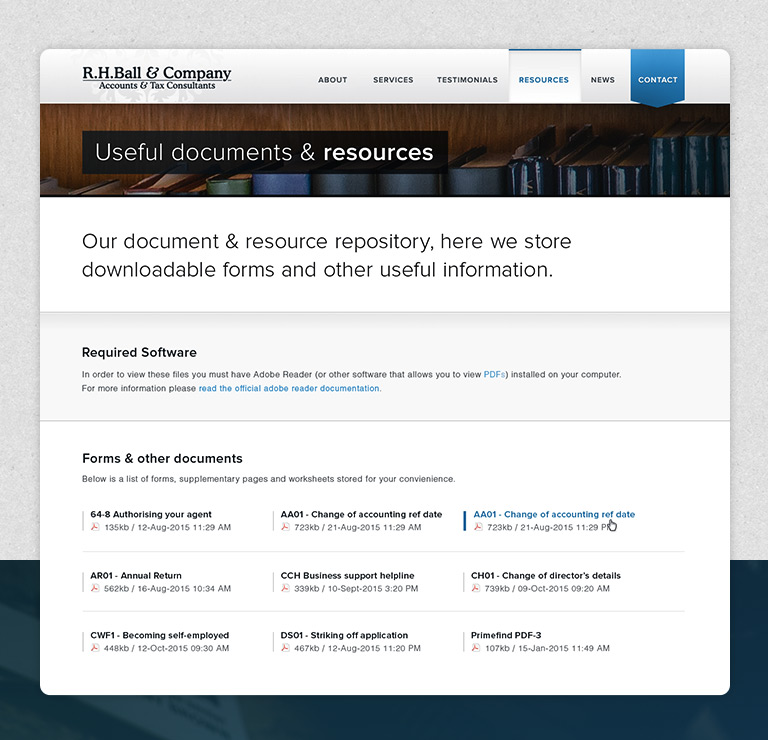 R.H.Ball & Company
Accounts & Tax Consultants
ABOUT
SERVICES
TESTIMONIALS
RESOURCES
NEWS
CONTACT
Useful documents & resources
Our document & resource repository, here we store
downloadable forms and other useful information.
Required Software
In order to view these files you must have Adobe Reader (or other software that allows you to view PDFs) installed on your computer.
For more information please read the official adobe reader documentation.
Forms & other documents
Below is a list of forms, supplementary pages and worksheets stored for your convienience.
64-8 Authorising your agent
135kb / 12-Aug-2015 11:29 AM
AA01 - Change of accounting ref date
723kb / 21-Aug-2015 11:29 AM
AA01 - Change of accounting ref date
723kb / 21-Aug-2015 11:29
AR01 - Annual Return
562kb / 16-Aug-2015 10:34 AM
CCH Business support helpline
339kb / 10-Sept-2015 3:20 PM
CH01 - Change of director's details
739kb / 09-Oct-2015 09:20 AM
CWF1 - Becoming self-employed
448kb / 12-Oct-2015 09:30 AM
DS01 - Striking off application
467kb / 12-Aug-2015 11:20 PM
Primefind PDF-3
107kb / 15-Jan-2015 11:49 AM